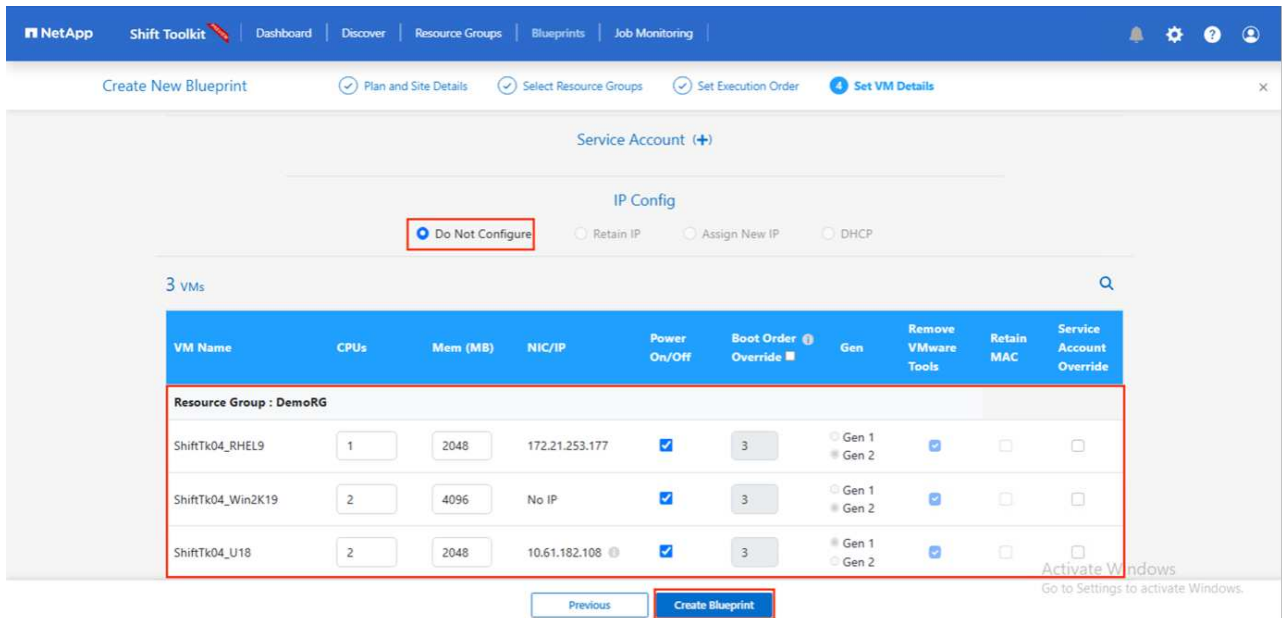 NetApp Shift Toolkit Dashboard Discover Resource Groups Blueprints Job Monitoring
Create New Blueprint Plan and Site Details Select Resource Groups Set Execution Order 4 Set VM Details
Service Account (+)
IP Config
Do Not Configure Retain IP Assign New IP DHCP
3 VMs
VM Name CPUs Mem (MB) NIC/IP Power On/Off Boot Order Override Gen Remove VMware Tools Retain MAC Service Account Override
Resource Group : DemoRG
ShiftTk04_RHEL9 1 2048 172.21.253.177 3 Gen 1
Gen 2
ShiftTk04_Win2K19 2 4096 No IP 3 Gen 1
Gen 2
ShiftTk04_U18 2 2048 10.61.182.108 3 Gen 1
Gen 2
Activate Windows
Go to Settings to activate Windows.
Previous Create Blueprint